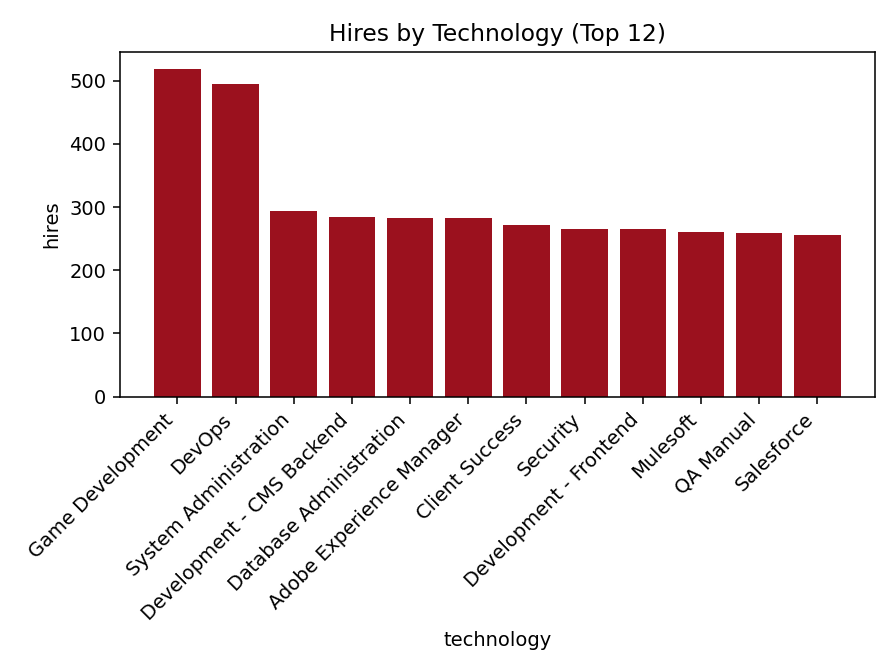 Hires by Technology (Top 12)
hires
500
400
300
200
100
0
Game Development
DevOps
System Administration
Development - CMS Backend
Database Administration
Adobe Experience Manager
Client Success
Security
Development - Frontend
Mulesoft
QA Manual
Salesforce
technology